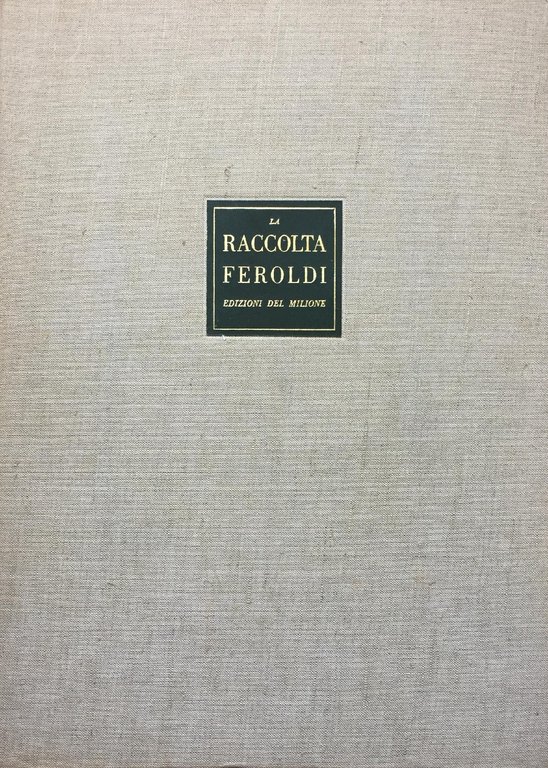 LA
RACCOLTA
FEROLDI
EDIZIONI DEL MILIONE